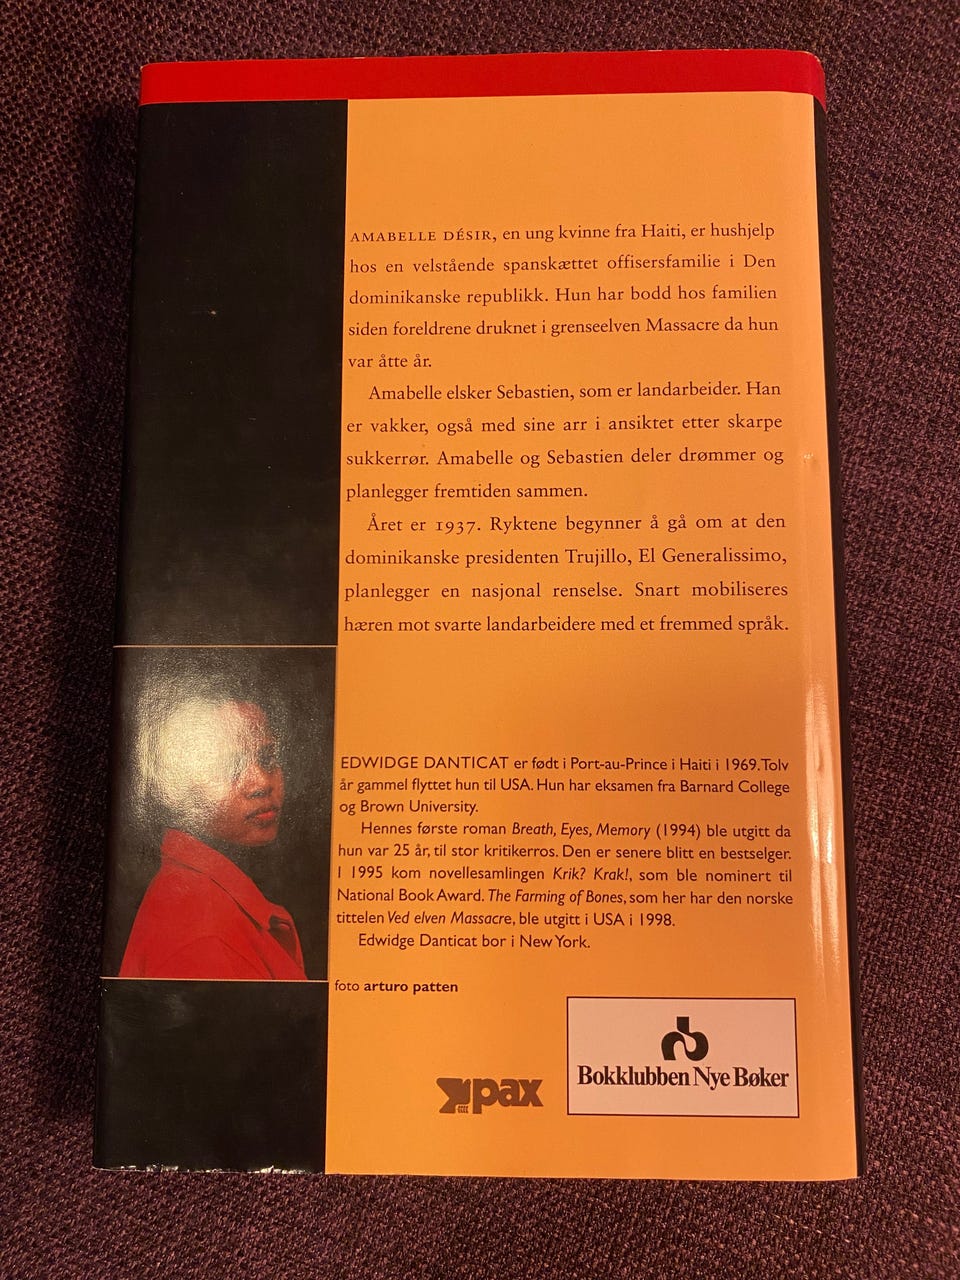 AMABELLE DÉSIR, en ung kvinne fra Haiti, er hushjelp
hos en velstående spanskættet offisersfamilie i Den
dominikanske republikk. Hun har bodd hos familien
siden foreldrene druknet i grenseelven Massacre da hun
var åtte år.
Amabelle elsker Sebastien, som er landarbeider. Han
er vakker, også med sine arr i ansiktet etter skarpe
sukkerrør. Amabelle og Sebastien deler drømmer og
planlegger fremtiden sammen.
Året er 1937. Ryktene begynner å gå om at den
dominikanske presidenten Trujillo, El Generalissimo,
planlegger en nasjonal renselse. Snart mobiliseres
hæren mot svarte landarbeidere med et fremmed språk.
EDWIDGE DANTICAT er født i Port-au-Prince i Haiti i 1969. Tolv
år gammel flyttet hun til USA. Hun har eksamen fra Barnard College
og Brown University.
Hennes første roman Breath, Eyes, Memory (1994) ble utgitt da
hun var 25 år, til stor kritikerros. Den er senere blitt en bestselger.
I 1995 kom novellesamlingen Krik? Krak!, som ble nominert til
National Book Award. The Farming of Bones, som her har den norske
tittelen Ved elven Massacre, ble utgitt i USA i 1998.
Edwidge Danticat bor i New York.
foto arturo patten
pax
Bokklubben Nye Bøker